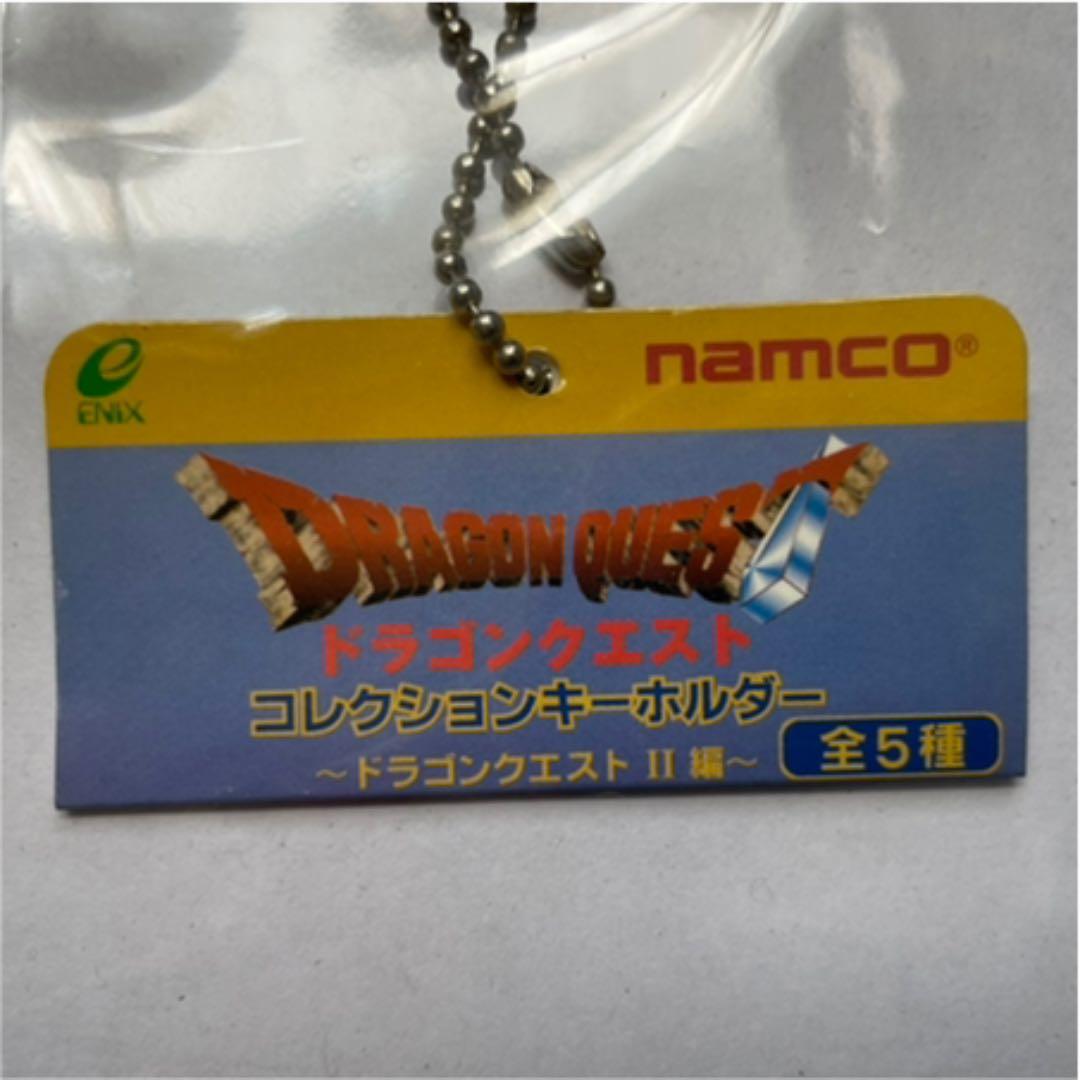 ENIX
namco®
DRAGON QUEST
ドラゴンクエスト
コレクションキーホルダー
～ドラゴンクエスト II 編～
全5種